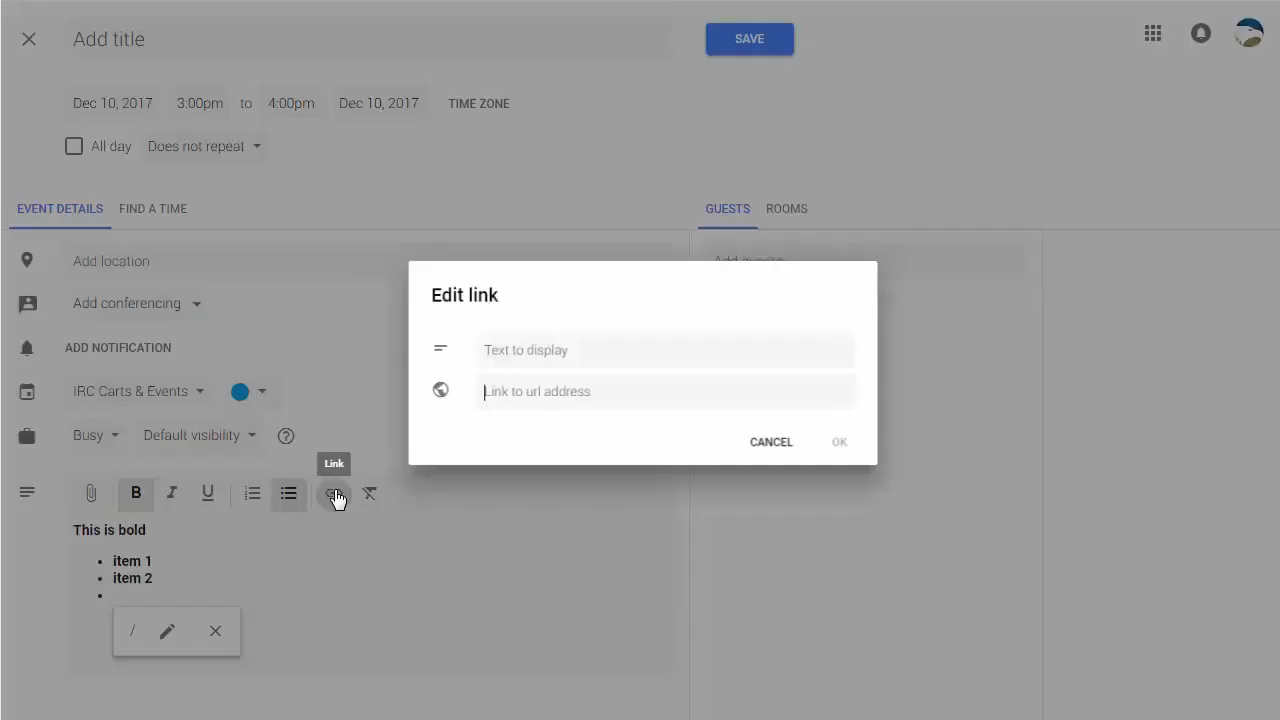 Add title
SAVE
Dec 10, 2017 3:00pm to 4:00pm Dec 10, 2017 TIME ZONE
All day Does not repeat
EVENT DETAILS FIND A TIME
GUESTS ROOMS
Add location
Add conferencing
ADD NOTIFICATION
IRC Carts & Events
Busy Default visibility
Edit link
Text to display
Link to url address
CANCEL OK
Link
B I U
This is bold
• item 1
• item 2
•
/